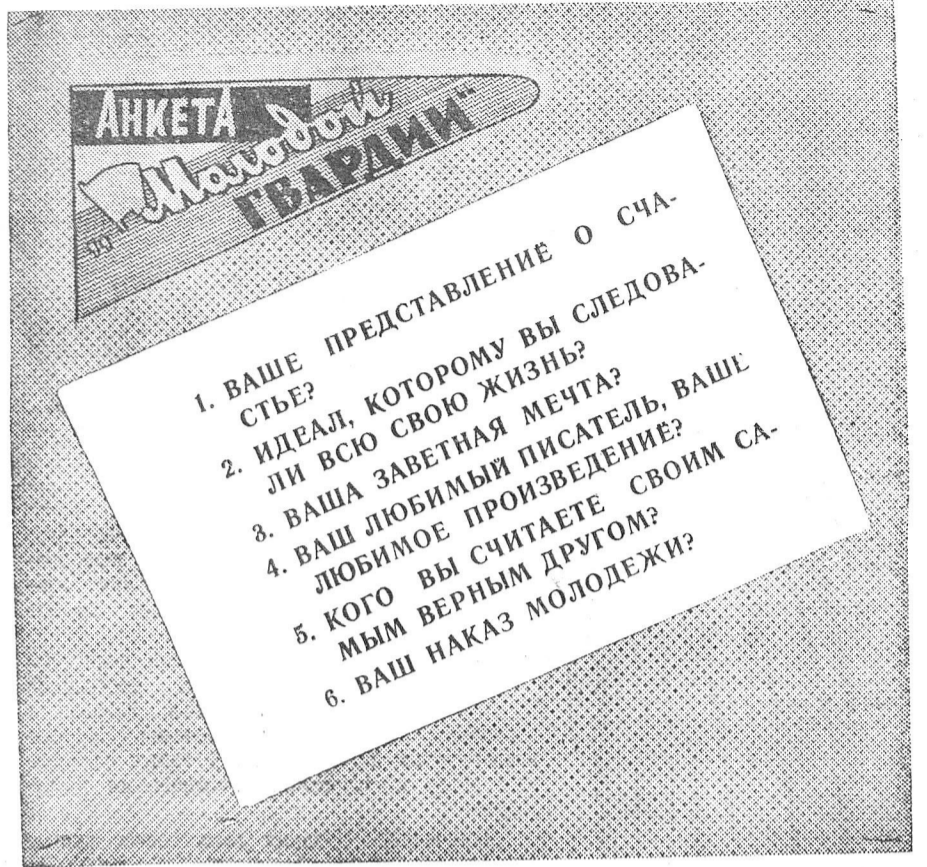 АНКЕТА
„Молодой
ГВАРДИИ“
1. ВАШЕ ПРЕДСТАВЛЕНИЕ О СЧА-
СТЬЕ?
2. ИДЕАЛ, КОТОРОМУ ВЫ СЛЕДОВА-
ЛИ ВСЮ СВОЮ ЖИЗНЬ?
3. ВАША ЗАВЕТНАЯ МЕЧТА?
4. ВАШ ЛЮБИМЫЙ ПИСАТЕЛЬ, ВАШЕ
ЛЮБИМОЕ ПРОИЗВЕДЕНИЕ?
5. КОГО ВЫ СЧИТАЕТЕ СВОИМ СА-
МЫМ ВЕРНЫМ ДРУГОМ?
6. ВАШ НАКАЗ МОЛОДЕЖИ?